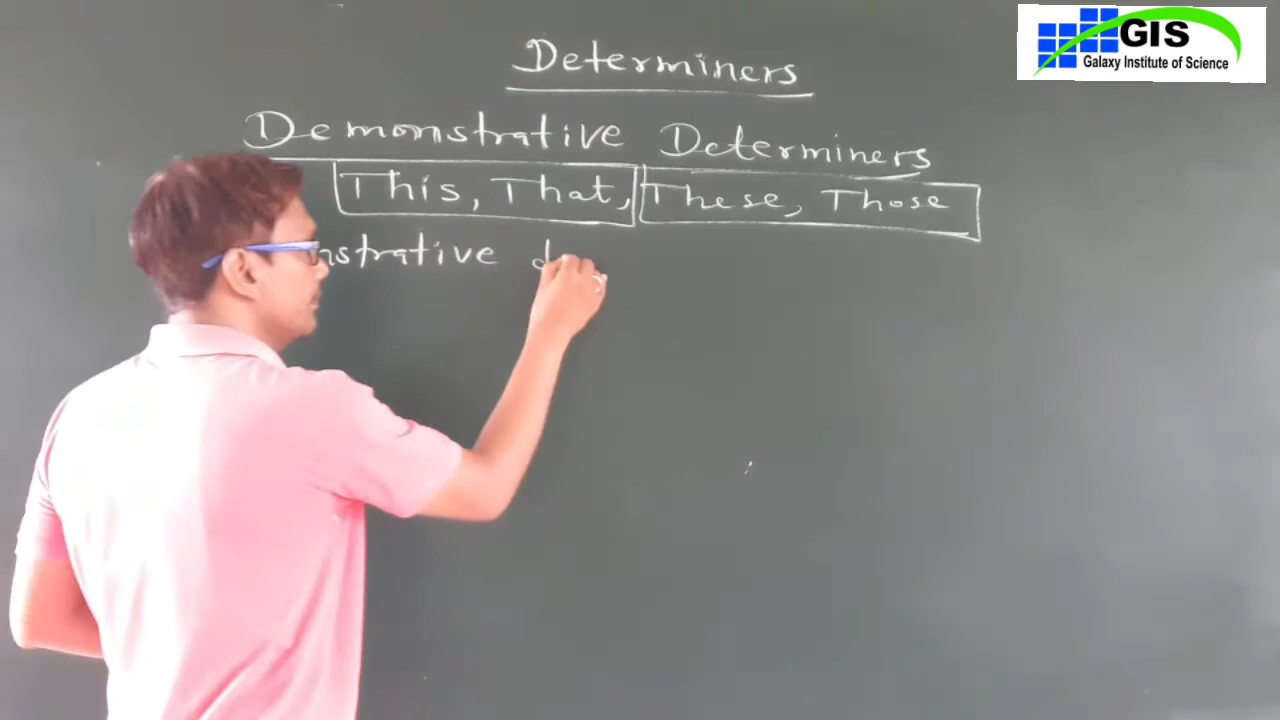 GIS
Galaxy Institute of Science
Determiners
Demonstrative Determiners
This, That, These, Those
nstrative d